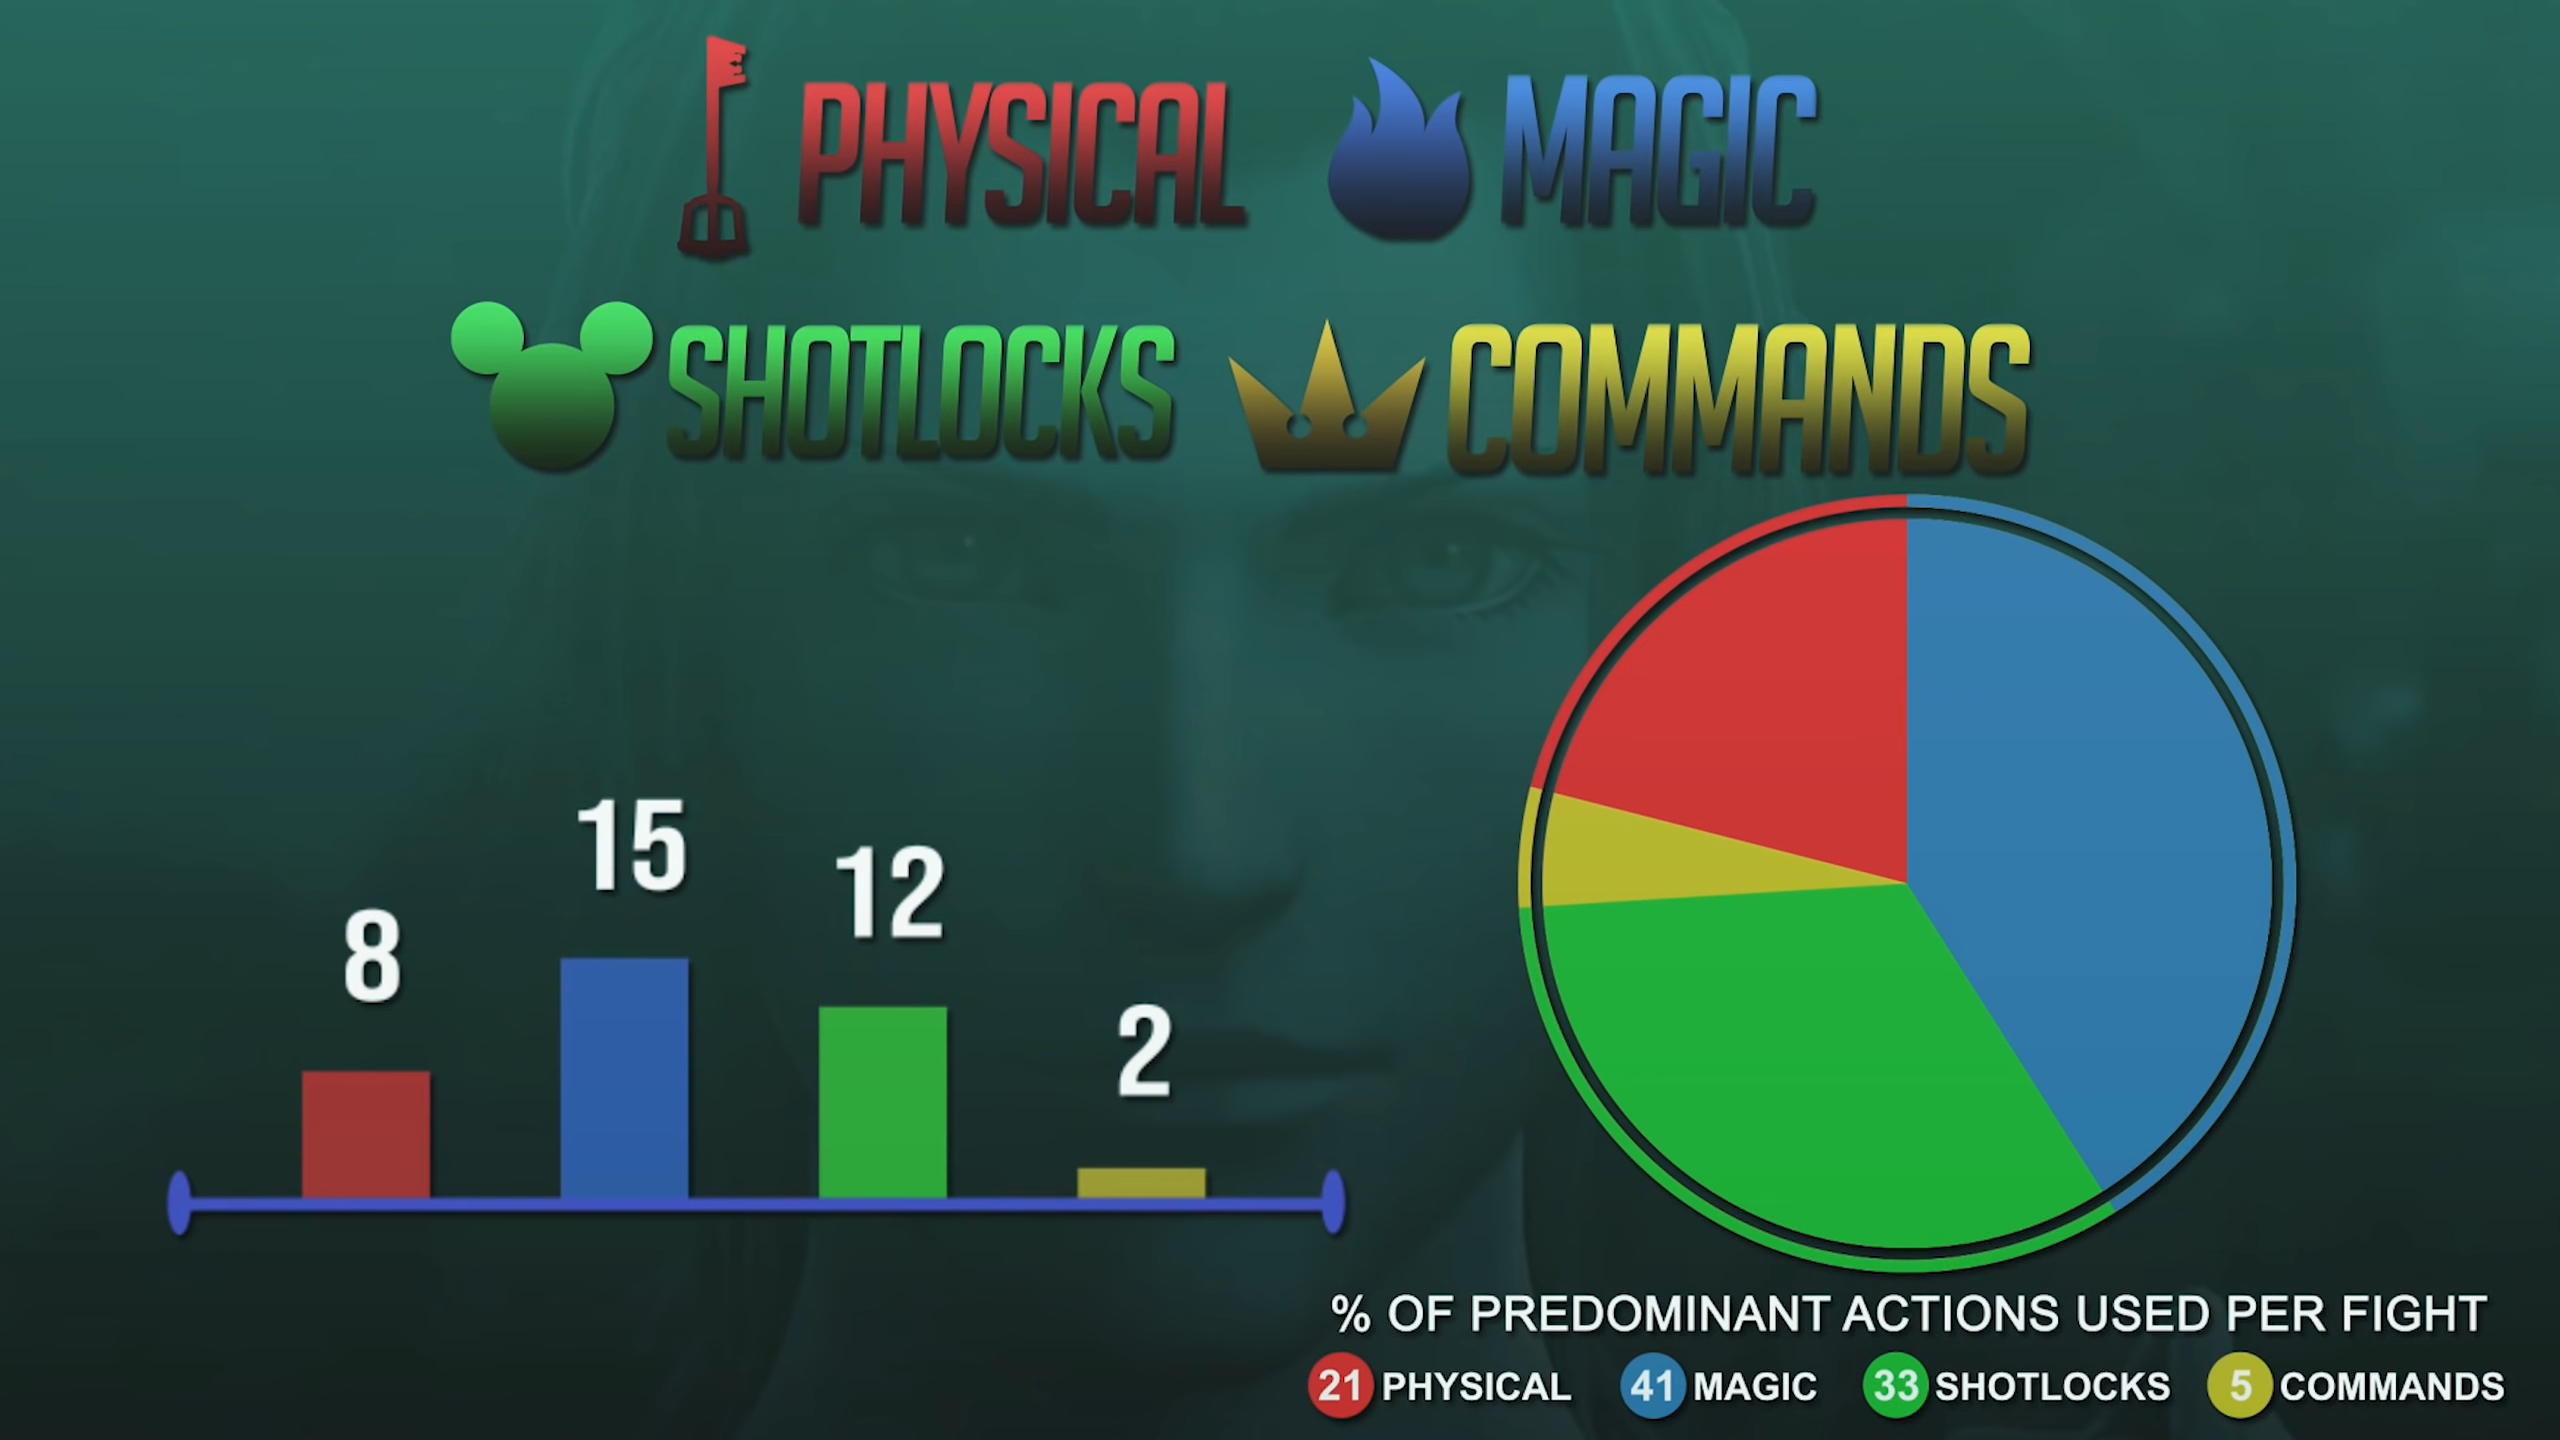 PHYSICAL MAGIC
SHOTLOCKS COMMANDS
8 15 12 2
% OF PREDOMINANT ACTIONS USED PER FIGHT
21 PHYSICAL 41 MAGIC 33 SHOTLOCKS 5 COMMANDS